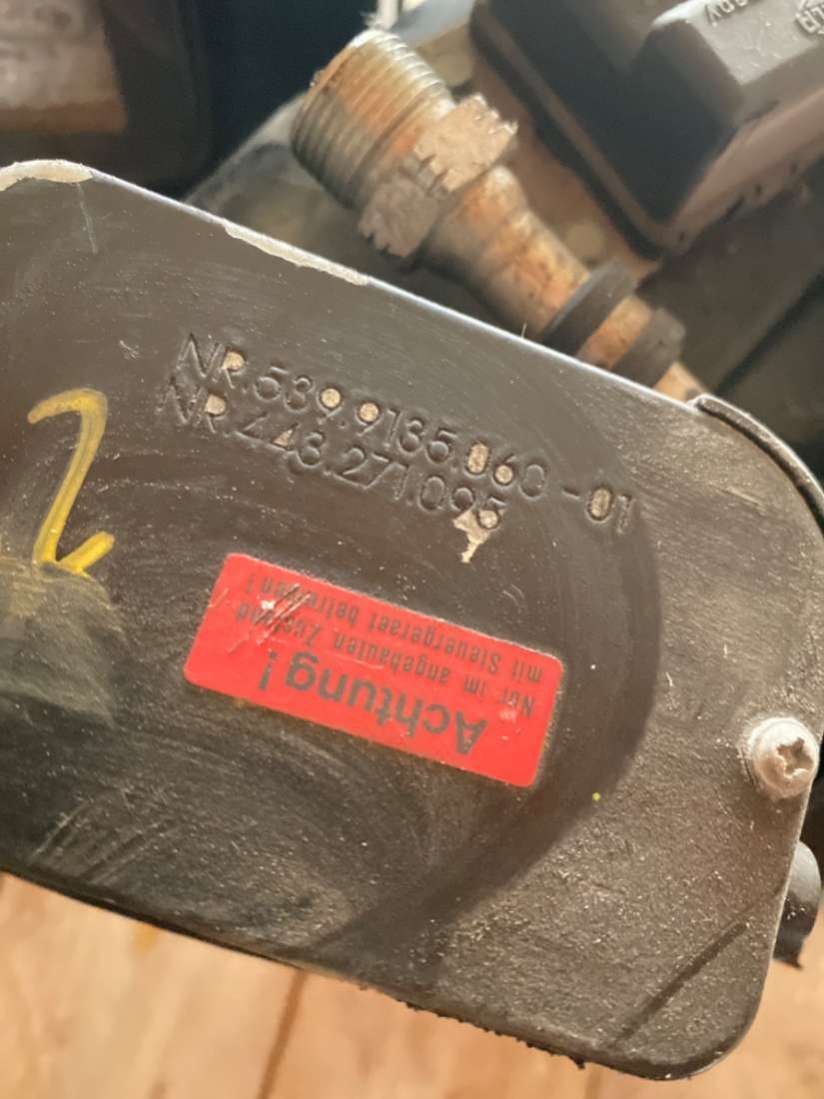 NR.539.9135.060-01
NR.443.271.095
Achtung!
Nur im angebauten Zustand
mit Steuergeraet betreiben!
2